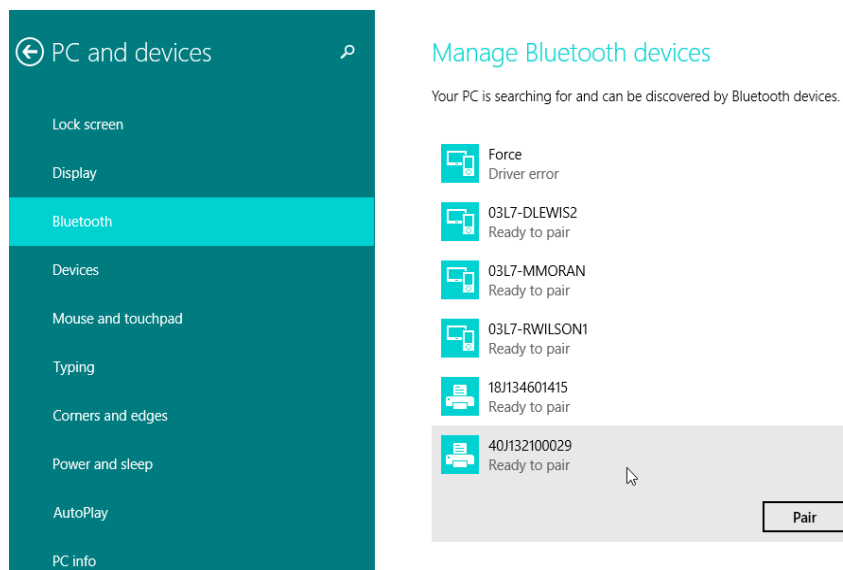 PC and devices
Lock screen
Display
Bluetooth
Devices
Mouse and touchpad
Typing
Corners and edges
Power and sleep
AutoPlay
PC info
Manage Bluetooth devices
Your PC is searching for and can be discovered by Bluetooth devices.
Force
Driver error
03L7-DLEWIS2
Ready to pair
03L7-MMORAN
Ready to pair
03L7-RWILSON1
Ready to pair
18J134601415
Ready to pair
40J132100029
Ready to pair
Pair